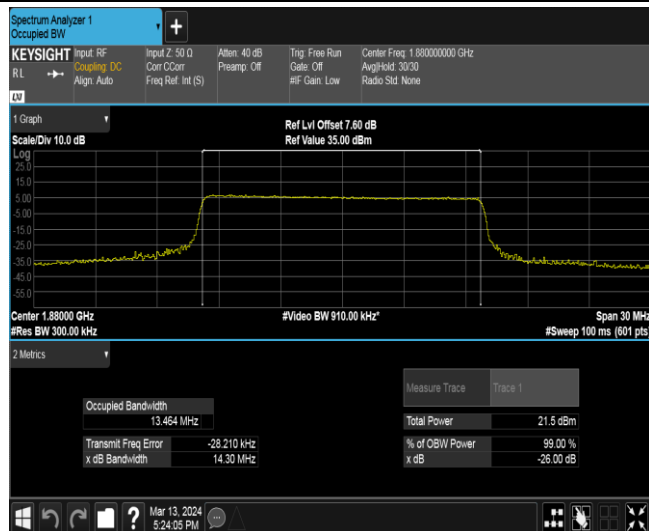 Spectrum Analyzer 1
Occupied BW
KEYSIGHT
RL
Input: RF
Coupling: DC
Align: Auto
Input Z: 50 Ω
Corr CCorr
Freq Ref: Int (S)
Atten: 40 dB
Preamp: Off
Trig: Free Run
Gate: Off
#IF Gain: Low
Center Freq: 1.880000000 GHz
Avg|Hold: 30/30
Radio Std: None
1 Graph
Scale/Div 10.0 dB
Ref Lvl Offset 7.60 dB
Ref Value 35.00 dBm
Log
25.0
15.0
5.00
-5.00
-15.0
-25.0
-35.0
-45.0
-55.0
Center 1.88000 GHz
#Res BW 300.00 kHz
#Video BW 910.00 kHz*
Span 30 MHz
#Sweep 100 ms (601 pts)
2 Metrics
Measure Trace Trace 1
Occupied Bandwidth
13.464 MHz
Total Power 21.5 dBm
Transmit Freq Error -28.210 kHz
% of OBW Power 99.00 %
x dB Bandwidth 14.30 MHz
x dB -26.00 dB
?
Mar 13, 2024
5:24:05 PM